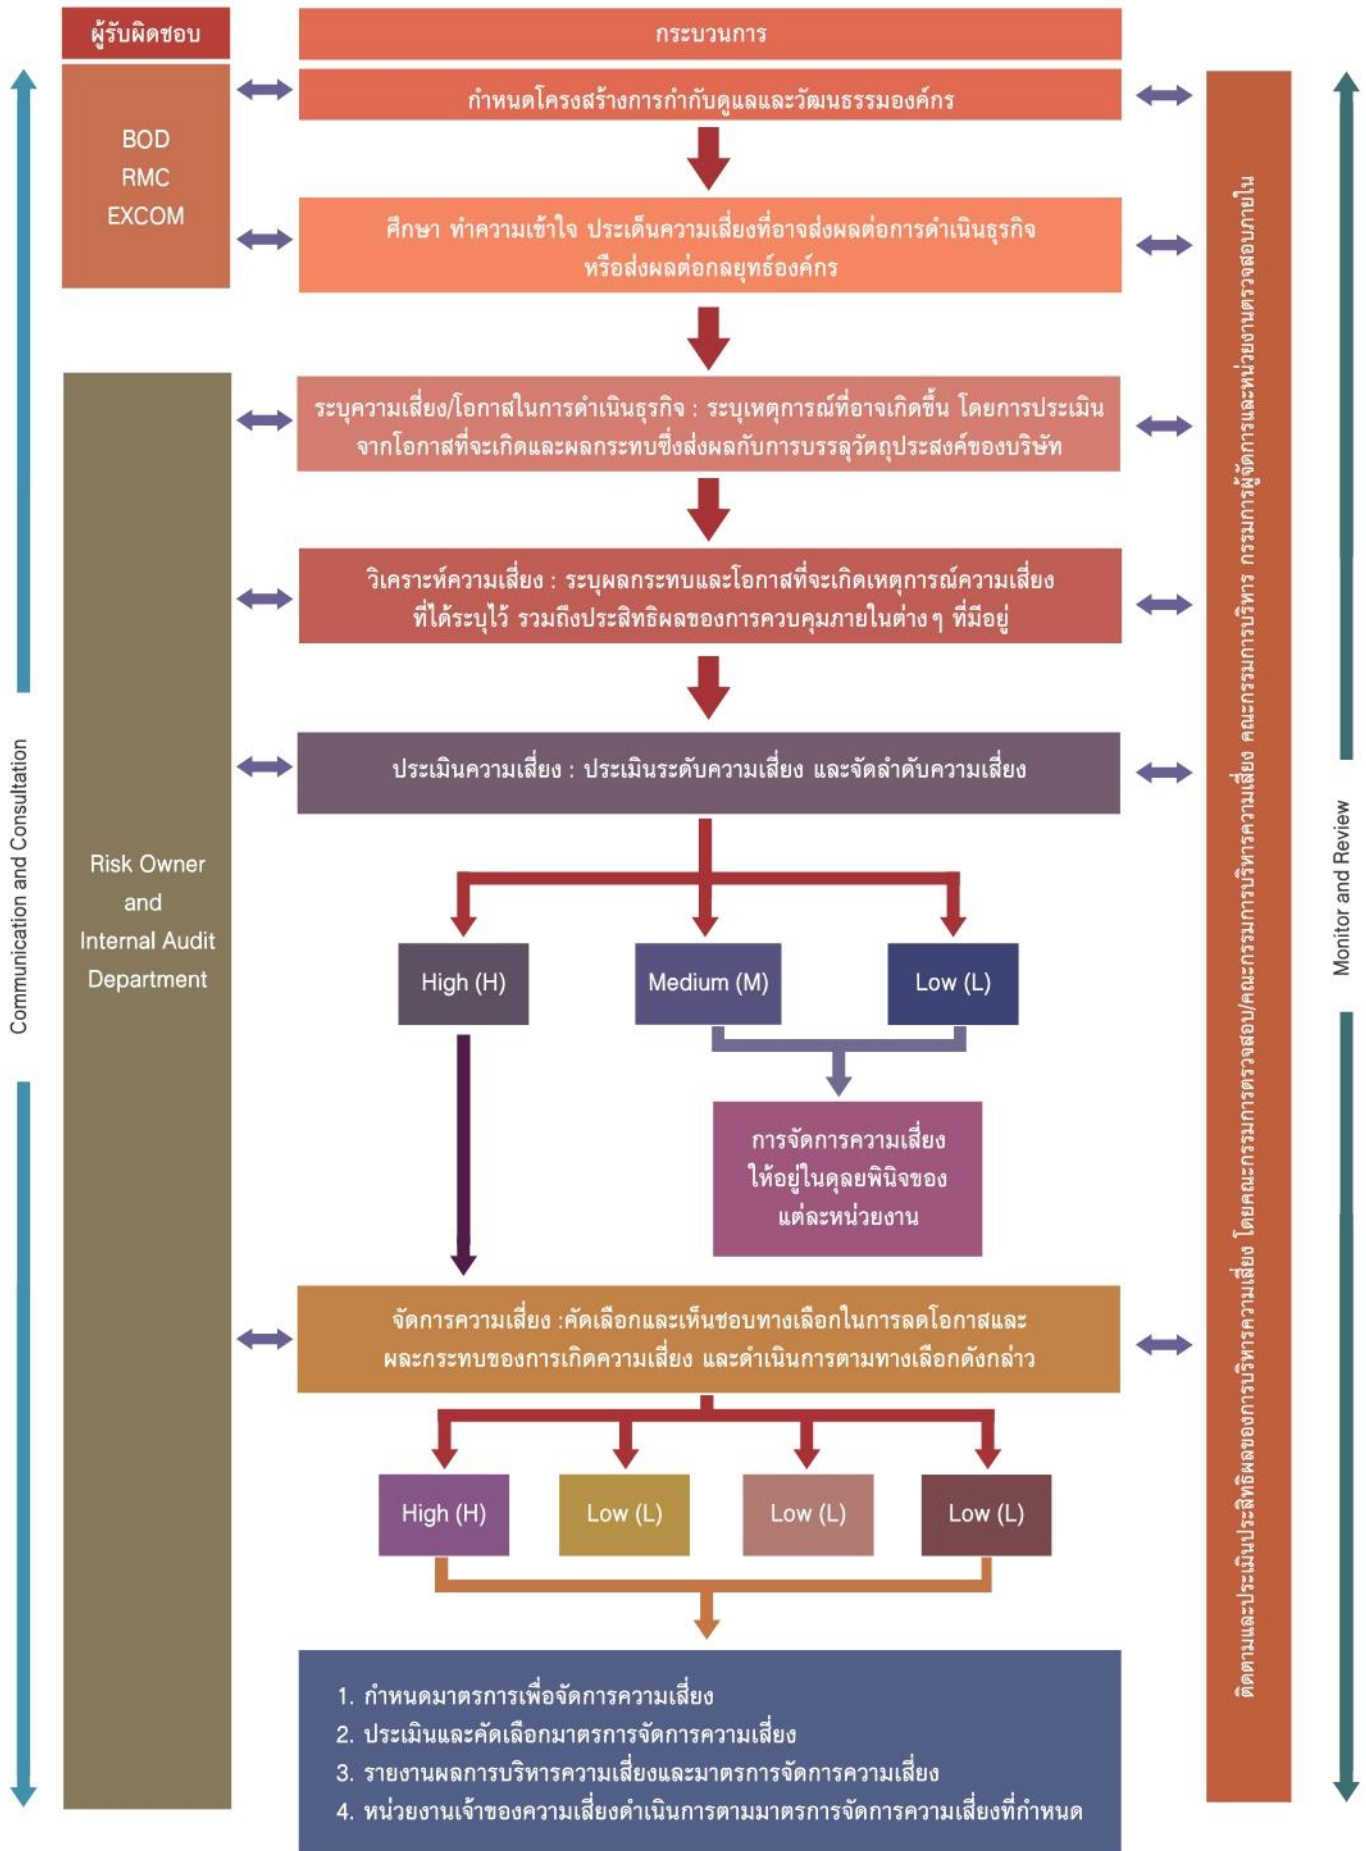 ผู้รับผิดชอบ
กระบวนการ
BOD
RMC
EXCOM
กำหนดโครงสร้างการกำกับดูแลและวัฒนธรรมองค์กร
ศึกษา ทำความเข้าใจ ประเด็นความเสี่ยงที่อาจส่งผลต่อการดำเนินธุรกิจ
หรือส่งผลต่อกลยุทธ์องค์กร
ระบุความเสี่ยง/โอกาสในการดำเนินธุรกิจ : ระบุเหตุการณ์ที่อาจเกิดขึ้น โดยการประเมิน
จากโอกาสที่จะเกิดและผลกระทบซึ่งส่งผลกับการบรรลุวัตถุประสงค์ของบริษัท
วิเคราะห์ความเสี่ยง : ระบุผลกระทบและโอกาสที่จะเกิดเหตุการณ์ความเสี่ยง
ที่ได้ระบุไว้ รวมถึงประสิทธิผลของการควบคุมภายในต่างๆ ที่มีอยู่
ประเมินความเสี่ยง : ประเมินระดับความเสี่ยง และจัดลำดับความเสี่ยง
Risk Owner
and
Internal Audit
Department
High (H)
Medium (M)
Low (L)
การจัดการความเสี่ยง
ให้อยู่ในดุลยพินิจของ
แต่ละหน่วยงาน
จัดการความเสี่ยง :คัดเลือกและเห็นชอบทางเลือกในการลดโอกาสและ
ผละกระทบของการเกิดความเสี่ยง และดำเนินการตามทางเลือกดังกล่าว
High (H)
Low (L)
Low (L)
Low (L)
1. กำหนดมาตรการเพื่อจัดการความเสี่ยง
2. ประเมินและคัดเลือกมาตรการจัดการความเสี่ยง
3. รายงานผลการบริหารความเสี่ยงและมาตรการจัดการความเสี่ยง
4. หน่วยงานเจ้าของความเสี่ยงดำเนินการตามมาตรการจัดการความเสี่ยงที่กำหนด
Communication and Consultation
ติดตามและประเมินประสิทธิผลของการบริหารความเสี่ยง โดยคณะกรรมการตรวจสอบ/คณะกรรมการบริหารความเสี่ยง คณะกรรมการบริหาร กรรมการผู้จัดการและหน่วยงานตรวจสอบภายใน
Monitor and Review